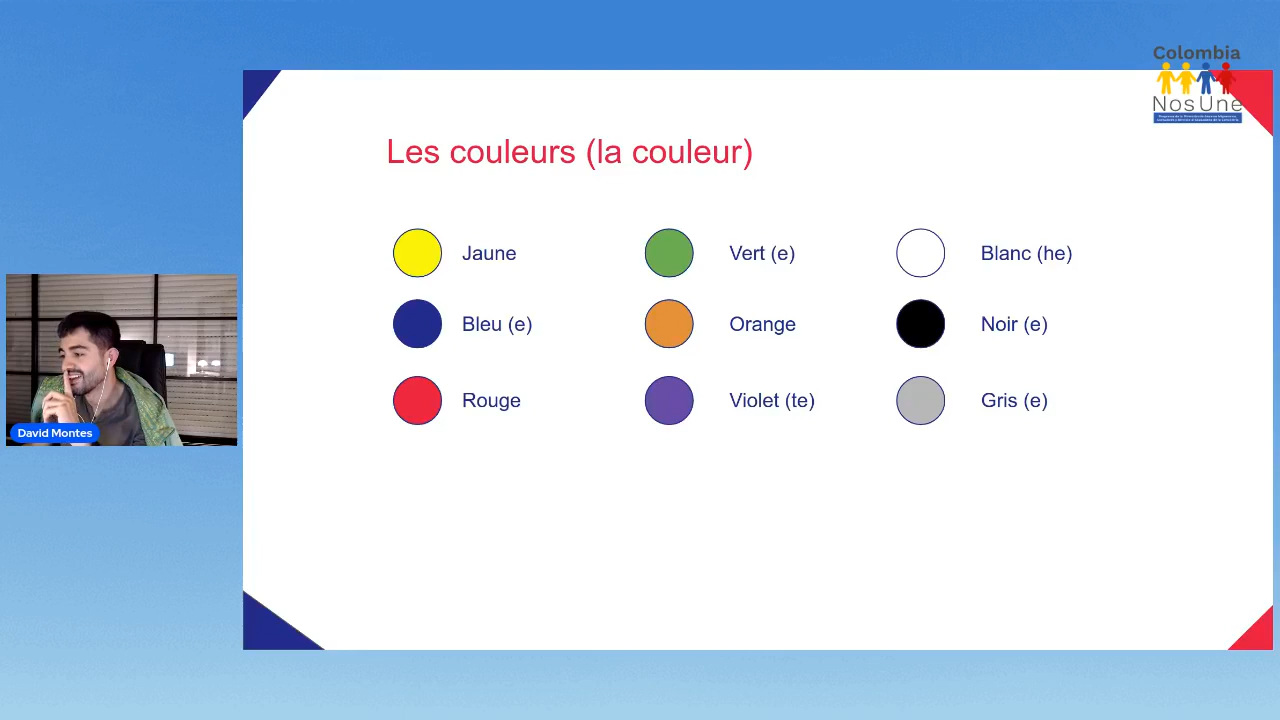 Colombia
NosUne
Les couleurs (la couleur)
Jaune
Vert (e)
Blanc (he)
Bleu (e)
Orange
Noir (e)
Rouge
Violet (te)
Gris (e)
David Montes